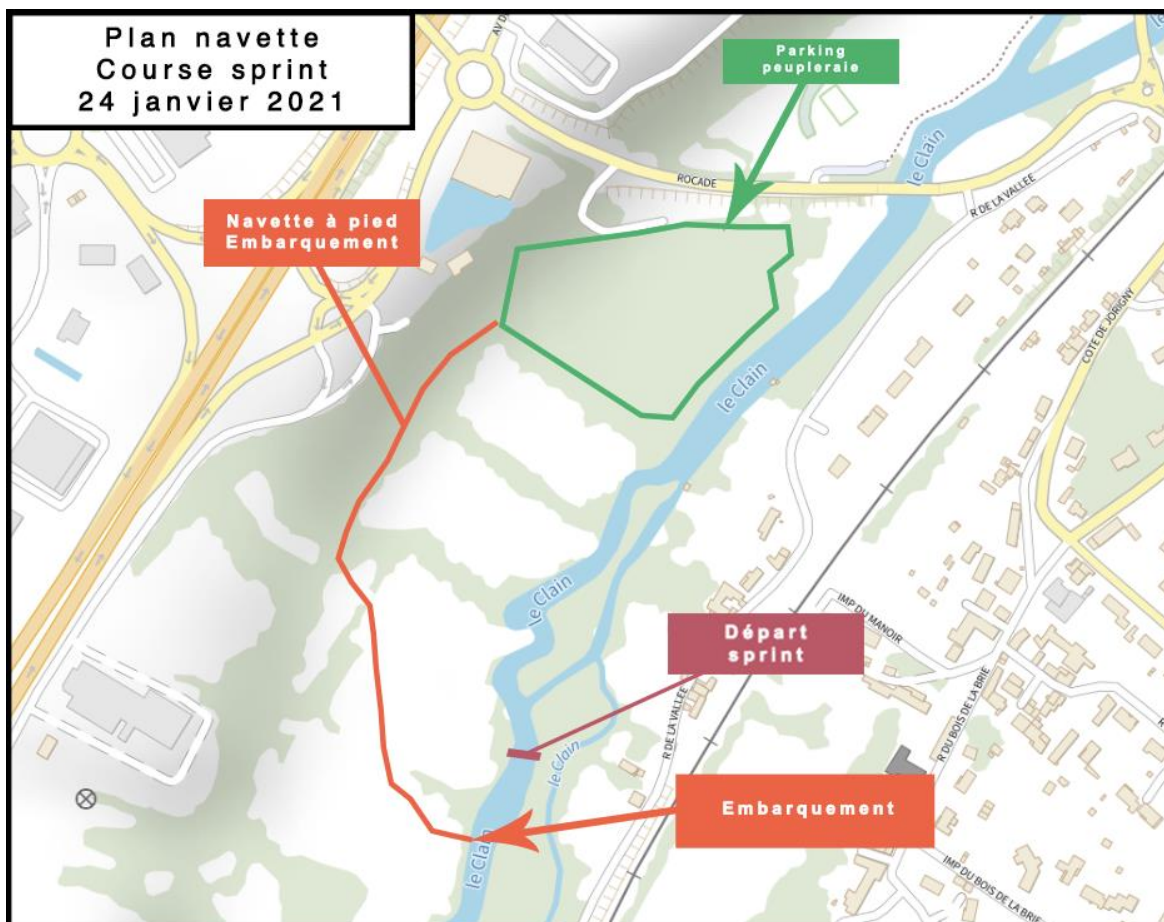 Plan navette
Course sprint
24 janvier 2021
Parking
peupleraie
le Clain
ROCADE
R DE LA VALLEE
Navette à pied
Embarquement
COTE DE JORIGNY
le Clain
le Clain
IMP DU MANOIR
Départ
sprint
R DE LA VALLEE
R DU BOIS DE LA BRIE
le Clain
Embarquement
le Clain
IMP DU BOIS DE LA BRIE